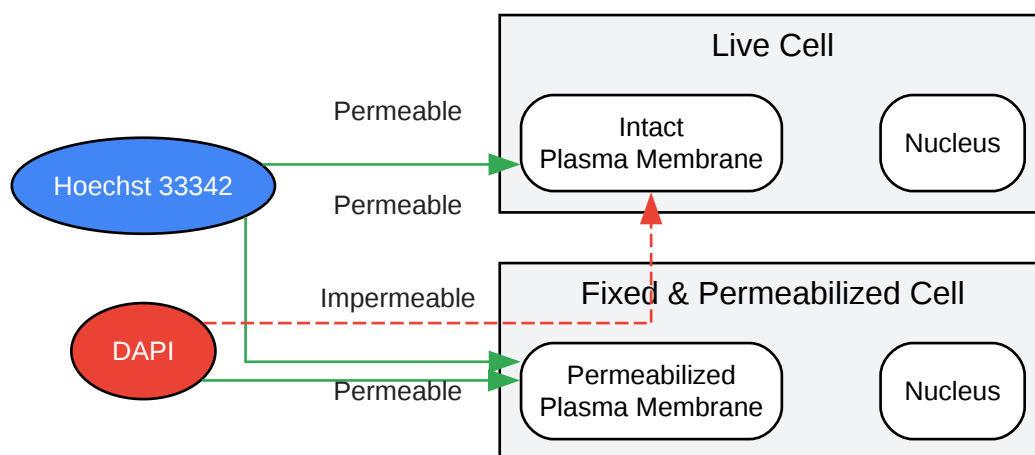 Live Cell
Permeable
Intact
Plasma Membrane
Nucleus
Hoechst 33342
Permeable
Impermeable
Fixed & Permeabilized Cell
DAPI
Permeabilized
Plasma Membrane
Nucleus
Permeable